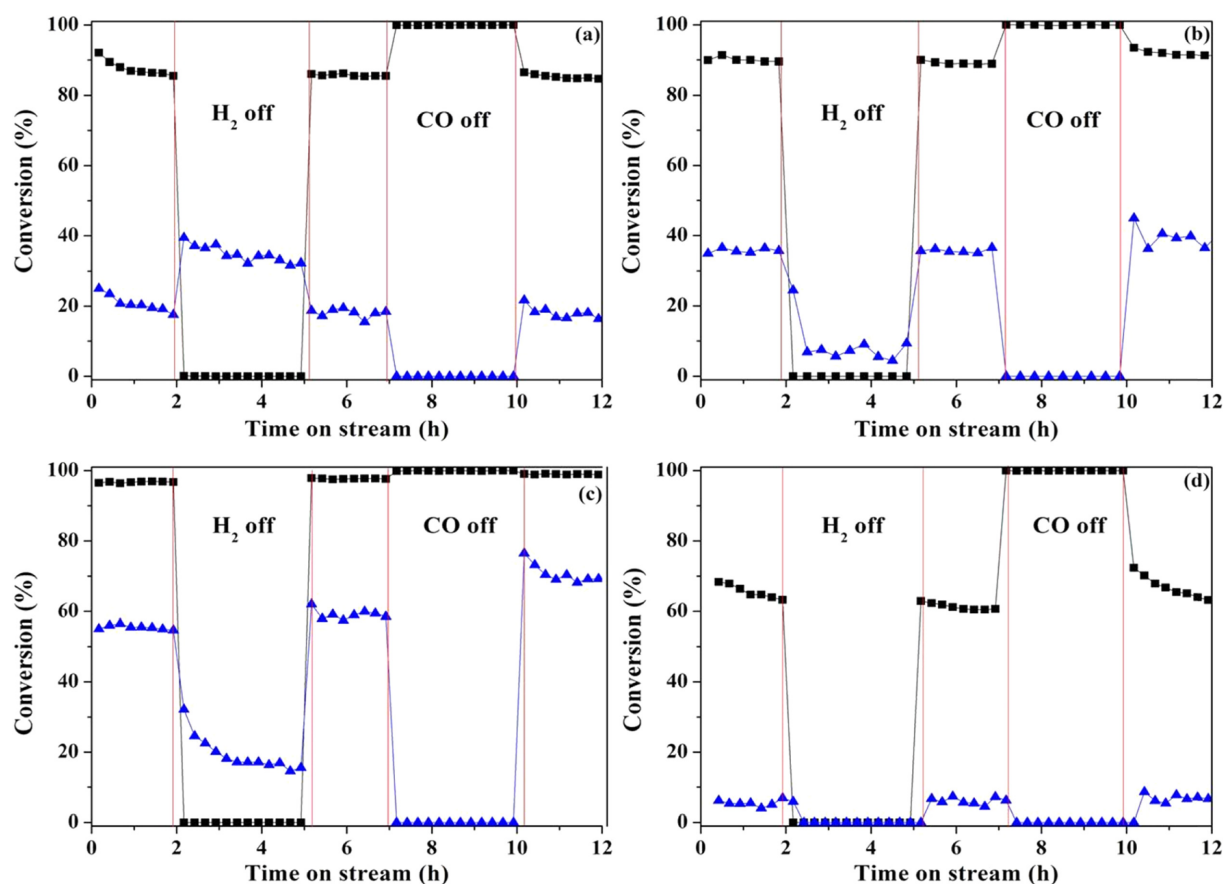 100
80
60
40
20
0
Conversion (%)
H₂ off
CO off
(a)
0 2 4 6 8 10 12
Time on stream (h)
100
80
60
40
20
0
Conversion (%)
H₂ off
CO off
(b)
0 2 4 6 8 10 12
Time on stream (h)
100
80
60
40
20
0
Conversion (%)
H₂ off
CO off
(c)
0 2 4 6 8 10 12
Time on stream (h)
100
80
60
40
20
0
Conversion (%)
H₂ off
CO off
(d)
0 2 4 6 8 10 12
Time on stream (h)